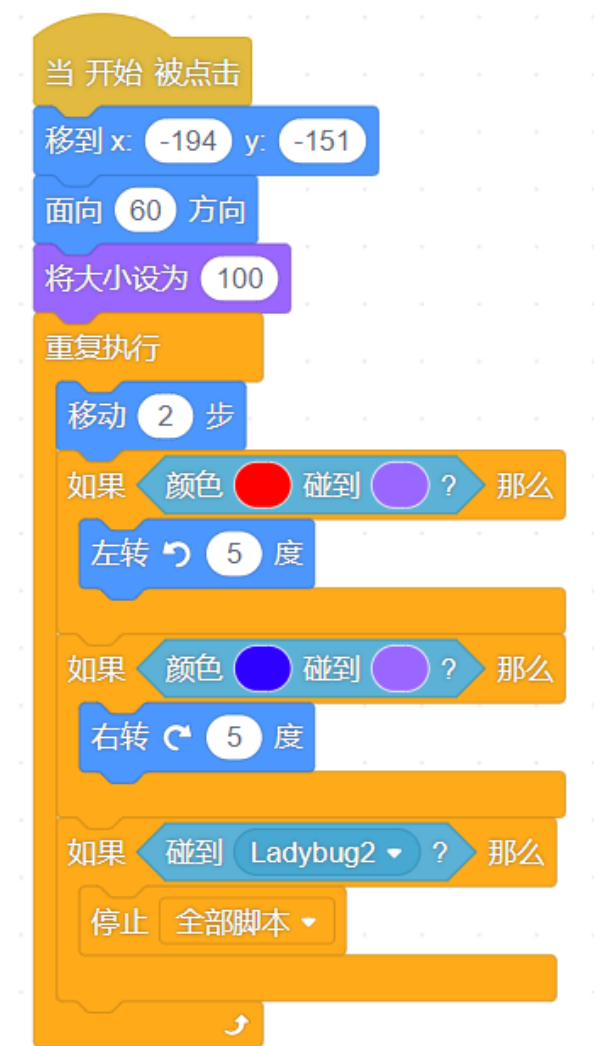 当 开始 被点击
移到 x: -194 y: -151
面向 60 方向
将大小设为 100
重复执行
移动 2 步
如果 颜色 碰到 ? 那么
左转 5 度
如果 颜色 碰到 ? 那么
右转 5 度
如果 碰到 Ladybug2 ? 那么
停止 全部脚本